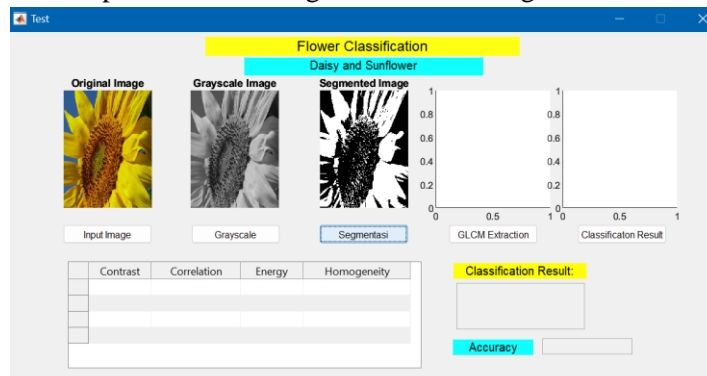 Test
Flower Classification
Daisy and Sunflower
Original Image Grayscale Image Segmented Image
1 1
0.8 0.8
0.6 0.6
0.4 0.4
0.2 0.2
0 0
0 0.5 1 0 0.5 1
Input Image Grayscale Segmentasi GLCM Extraction Classificaton Result
Contrast Correlation Energy Homogeneity
Classification Result:
Accuracy